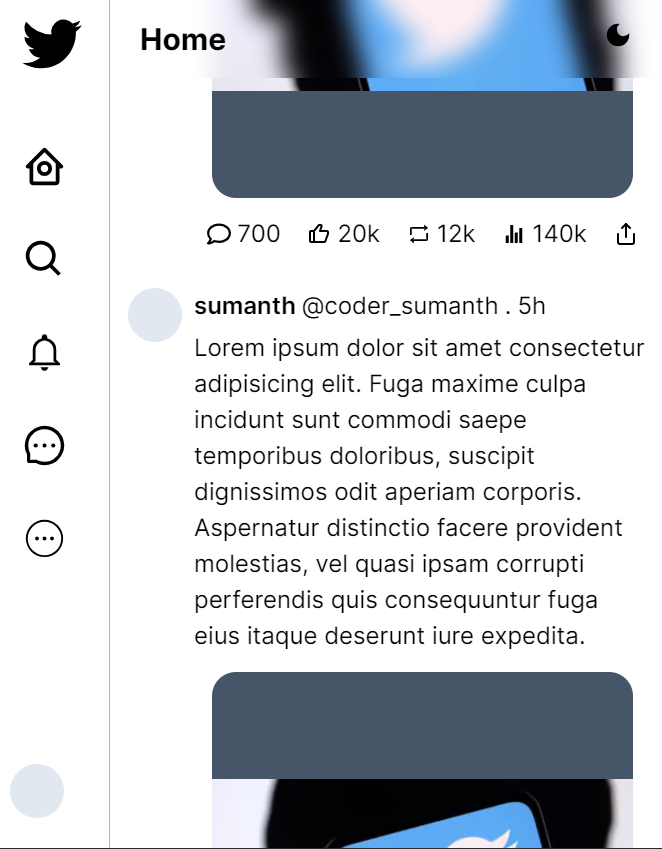 Home
700 20k 12k 140k
sumanth @coder_sumanth . 5h
Lorem ipsum dolor sit amet consectetur
adipisicing elit. Fuga maxime culpa
incidunt sunt commodi saepe
temporibus doloribus, suscipit
dignissimos odit aperiam corporis.
Aspernatur distinctio facere provident
molestias, vel quasi ipsam corrupti
perferendis quis consequuntur fuga
eius itaque deserunt iure expedita.